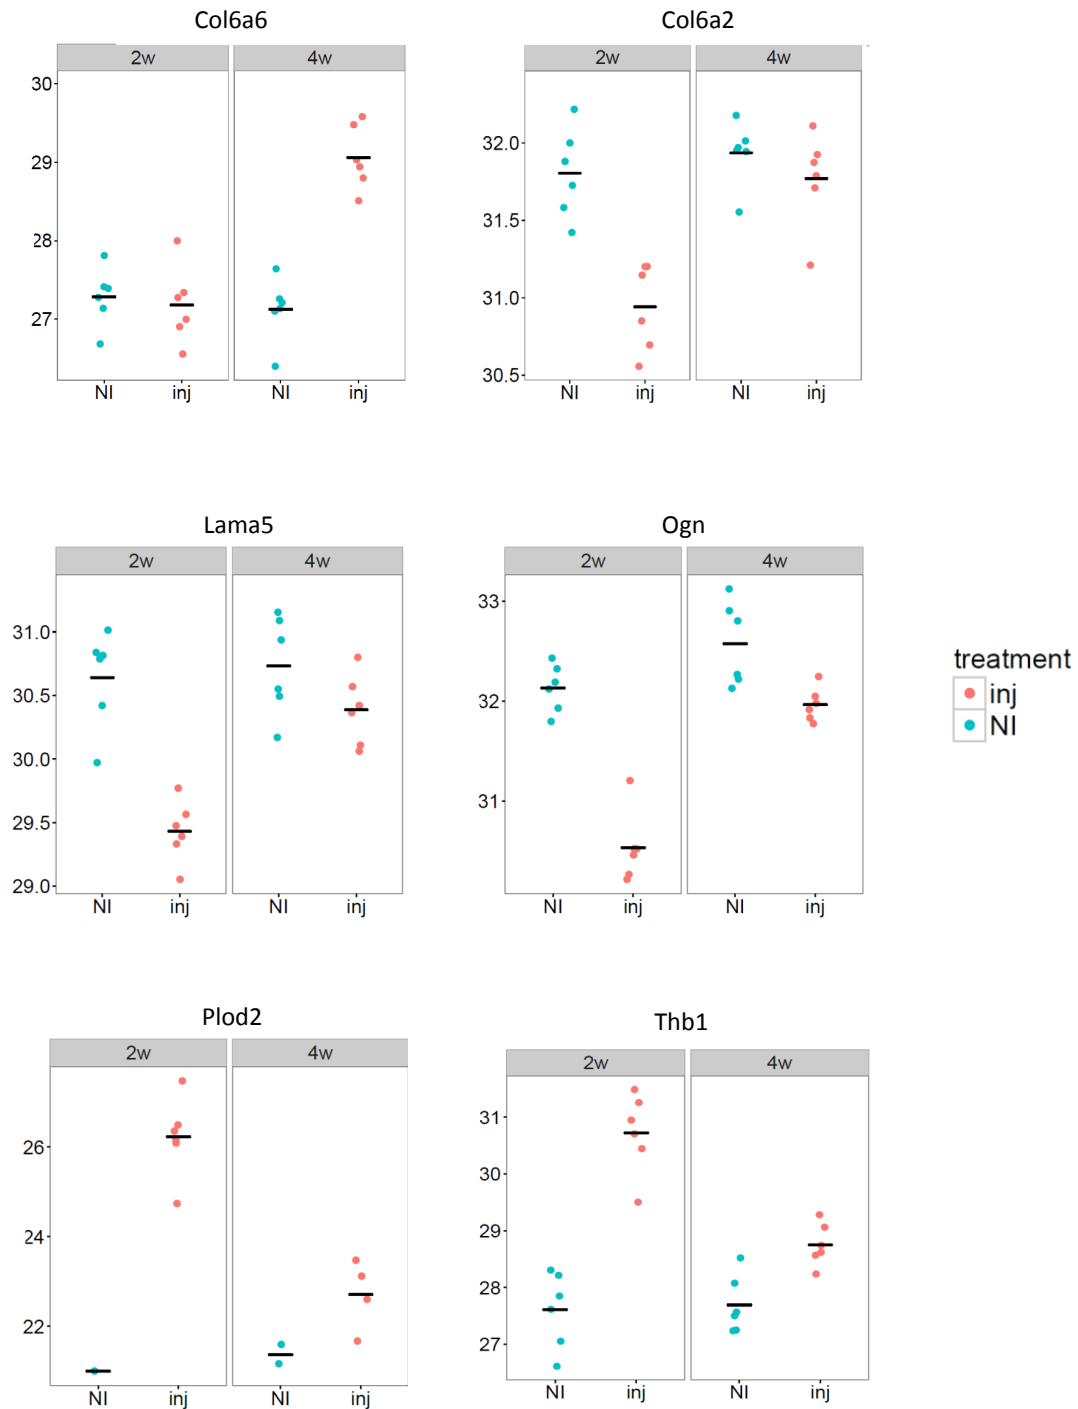 Col6a6
Col6a2
2w 4w
2w 4w
30
29
28
27
32.0
31.5
31.0
30.5
NI inj NI inj
NI inj NI inj
Lama5
Ogn
2w 4w
2w 4w
31.0
30.5
30.0
29.5
29.0
33
32
31
NI inj NI inj
NI inj NI inj
treatment
inj
NI
Plod2
Thb1
2w 4w
2w 4w
26
24
22
31
30
29
28
27
NI inj NI inj
NI inj NI inj